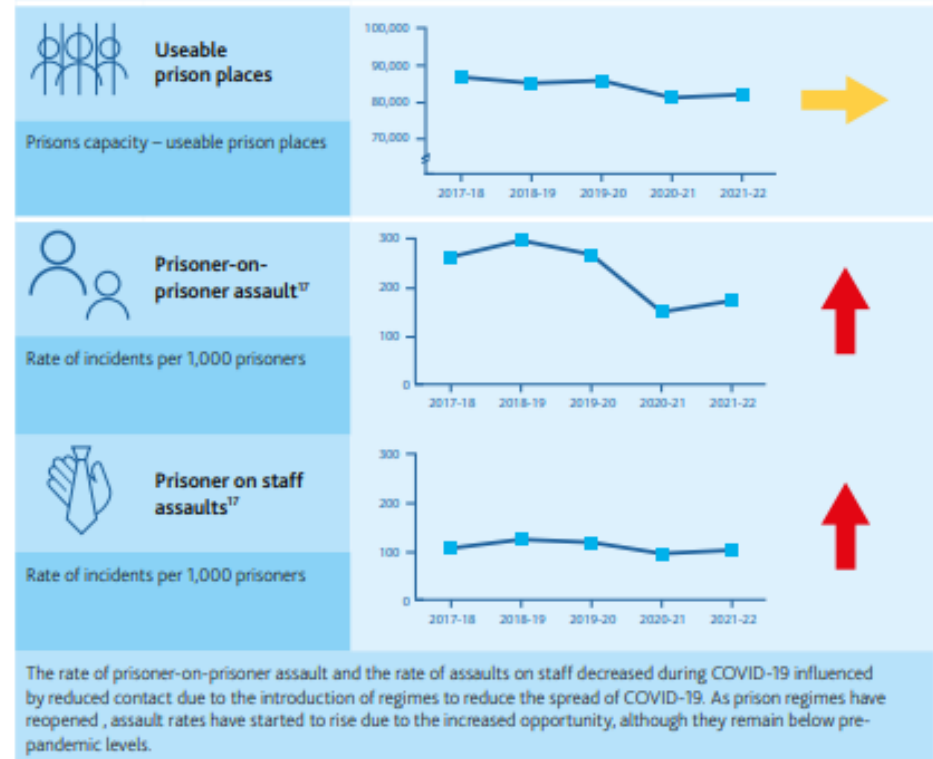 Useable
prison places
Prisons capacity – useable prison places
100,000
90,000
80,000
70,000
2017-18 2018-19 2019-20 2020-21 2021-22
Prisoner-on-
prisoner assault¹⁷
Rate of incidents per 1,000 prisoners
300
200
100
0
2017-18 2018-19 2019-20 2020-21 2021-22
Prisoner on staff
assaults¹⁷
Rate of incidents per 1,000 prisoners
300
200
100
0
2017-18 2018-19 2019-20 2020-21 2021-22
The rate of prisoner-on-prisoner assault and the rate of assaults on staff decreased during COVID-19 influenced
by reduced contact due to the introduction of regimes to reduce the spread of COVID-19. As prison regimes have
reopened , assault rates have started to rise due to the increased opportunity, although they remain below pre-
pandemic levels.